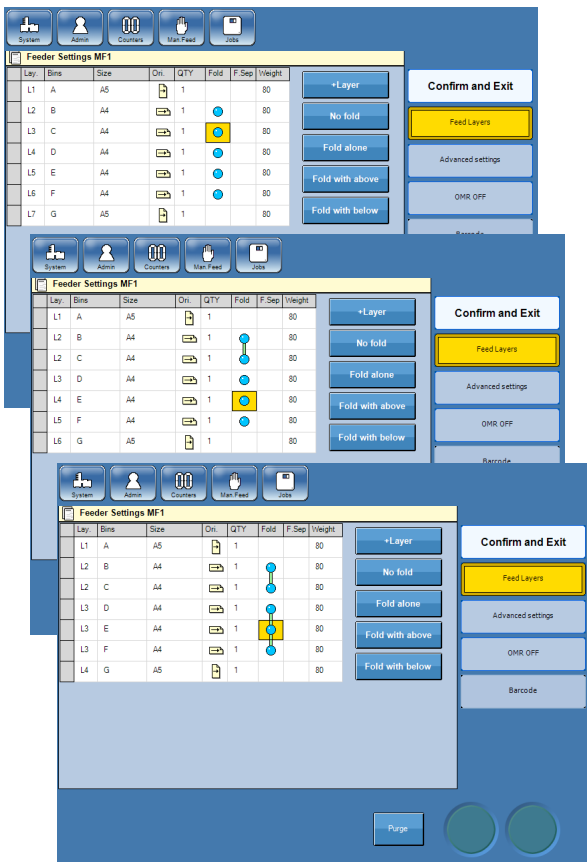 System Admin Counters Man.Feed Jobs
Feeder Settings MF1
Lay. Bins Size Ori. QTY Fold F.Sep Weight
L1 A A5 1 80
L2 B A4 1 80
L3 C A4 1 80
L4 D A4 1 80
L5 E A4 1 80
L6 F A4 1 80
L7 G A5 1 80
+Layer
No fold
Fold alone
Fold with above
Fold with below
Confirm and Exit
Feed Layers
Advanced settings
OMR OFF
Barcode
System Admin Counters Man.Feed Jobs
Feeder Settings MF1
Lay. Bins Size Ori. QTY Fold F.Sep Weight
L1 A A5 1 80
L2 B A4 1 80
L2 C A4 1 80
L3 D A4 1 80
L4 E A4 1 80
L5 F A4 1 80
L6 G A5 1 80
+Layer
No fold
Fold alone
Fold with above
Fold with below
Confirm and Exit
Feed Layers
Advanced settings
OMR OFF
Barcode
System Admin Counters Man.Feed Jobs
Feeder Settings MF1
Lay. Bins Size Ori. QTY Fold F.Sep Weight
L1 A A5 1 80
L2 B A4 1 80
L2 C A4 1 80
L3 D A4 1 80
L3 E A4 1 80
L3 F A4 1 80
L4 G A5 1 80
+Layer
No fold
Fold alone
Fold with above
Fold with below
Confirm and Exit
Feed Layers
Advanced settings
OMR OFF
Barcode
Purge